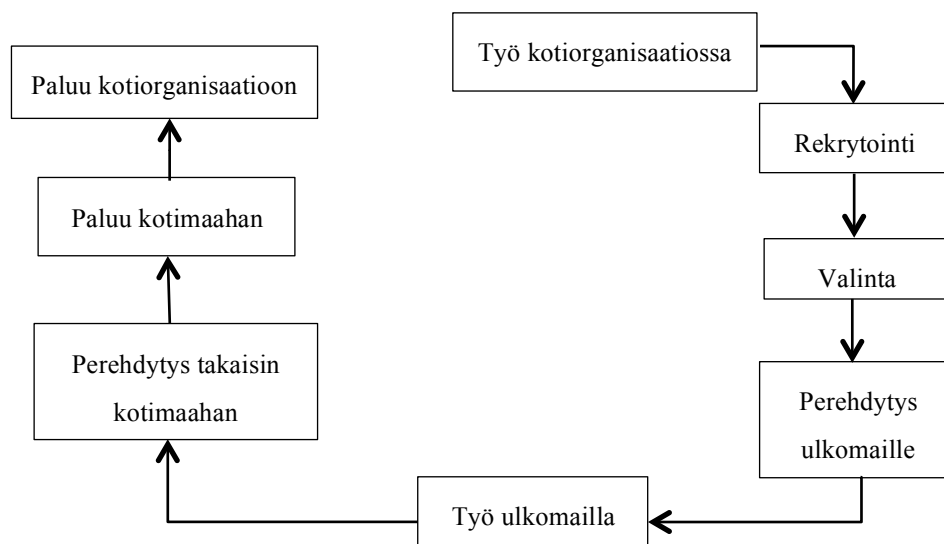 Työ kotiorganisaatiossa
Rekrytointi
Valinta
Perehdytys
ulkomaille
Työ ulkomailla
Perehdytys takaisin
kotimaahan
Paluu kotimaahan
Paluu kotiorganisaatioon